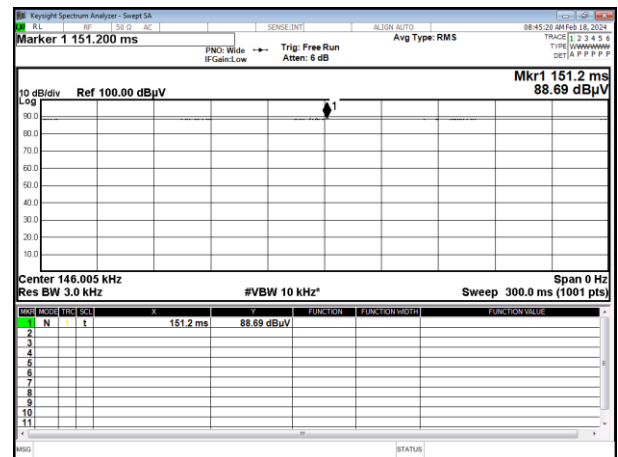 Keysight Spectrum Analyzer - Swept SA
RL RF 50 Ω AC SENSE:INT ALIGN AUTO 08:45:20 AM Feb 18, 2024
Marker 1 151.200 ms
PNO: Wide Trig: Free Run Avg Type: RMS TRACE 1 2 3 4 5 6
TYPE WWWWWW
IFGain:Low Atten: 6 dB DET A P P P P P
Mkr1 151.2 ms
10 dB/div Ref 100.00 dBµV 88.69 dBµV
Log
1
90.0
80.0
70.0
60.0
50.0
40.0
30.0
20.0
10.0
Center 146.005 kHz Span 0 Hz
Res BW 3.0 kHz #VBW 10 kHz* Sweep 300.0 ms (1001 pts)
MKR MODE TRC SCL X Y FUNCTION FUNCTION WIDTH FUNCTION VALUE
1 N 1 t 151.2 ms 88.69 dBµV
2
3
4
5
6
7
8
9
10
11
MSG STATUS